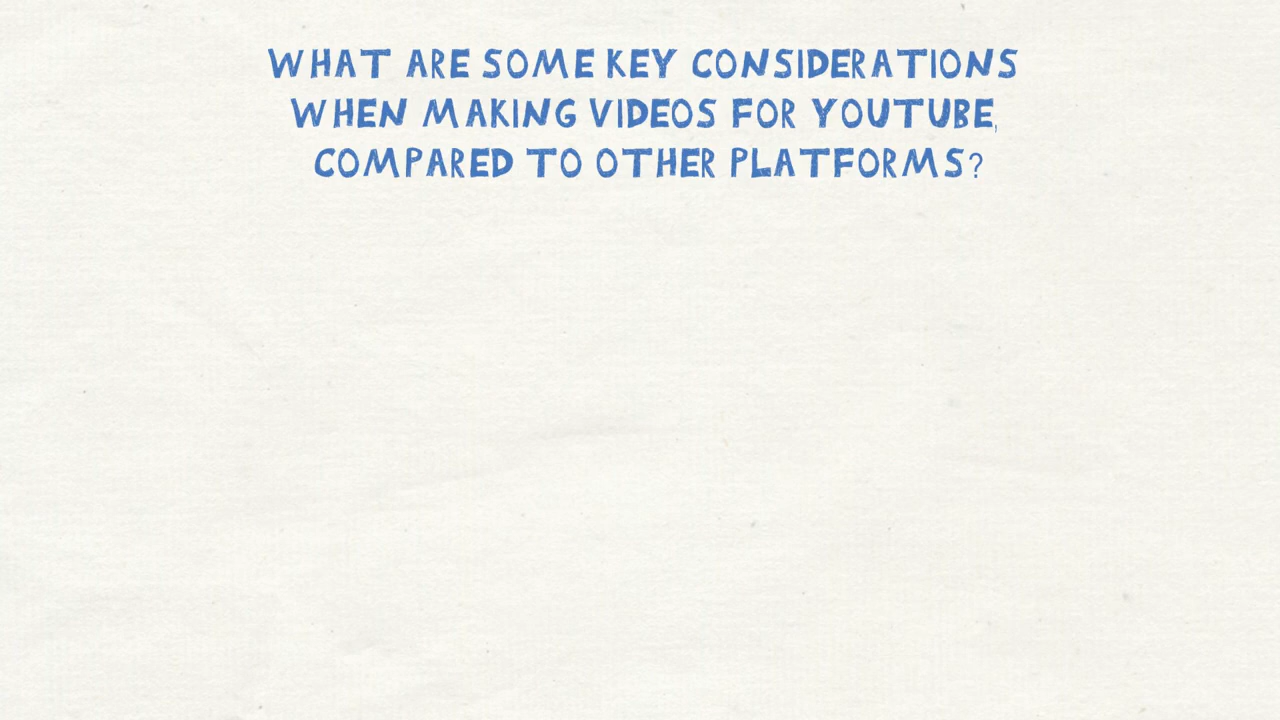 WHAT ARE SOME KEY CONSIDERATIONS
WHEN MAKING VIDEOS FOR YOUTUBE,
COMPARED TO OTHER PLATFORMS?